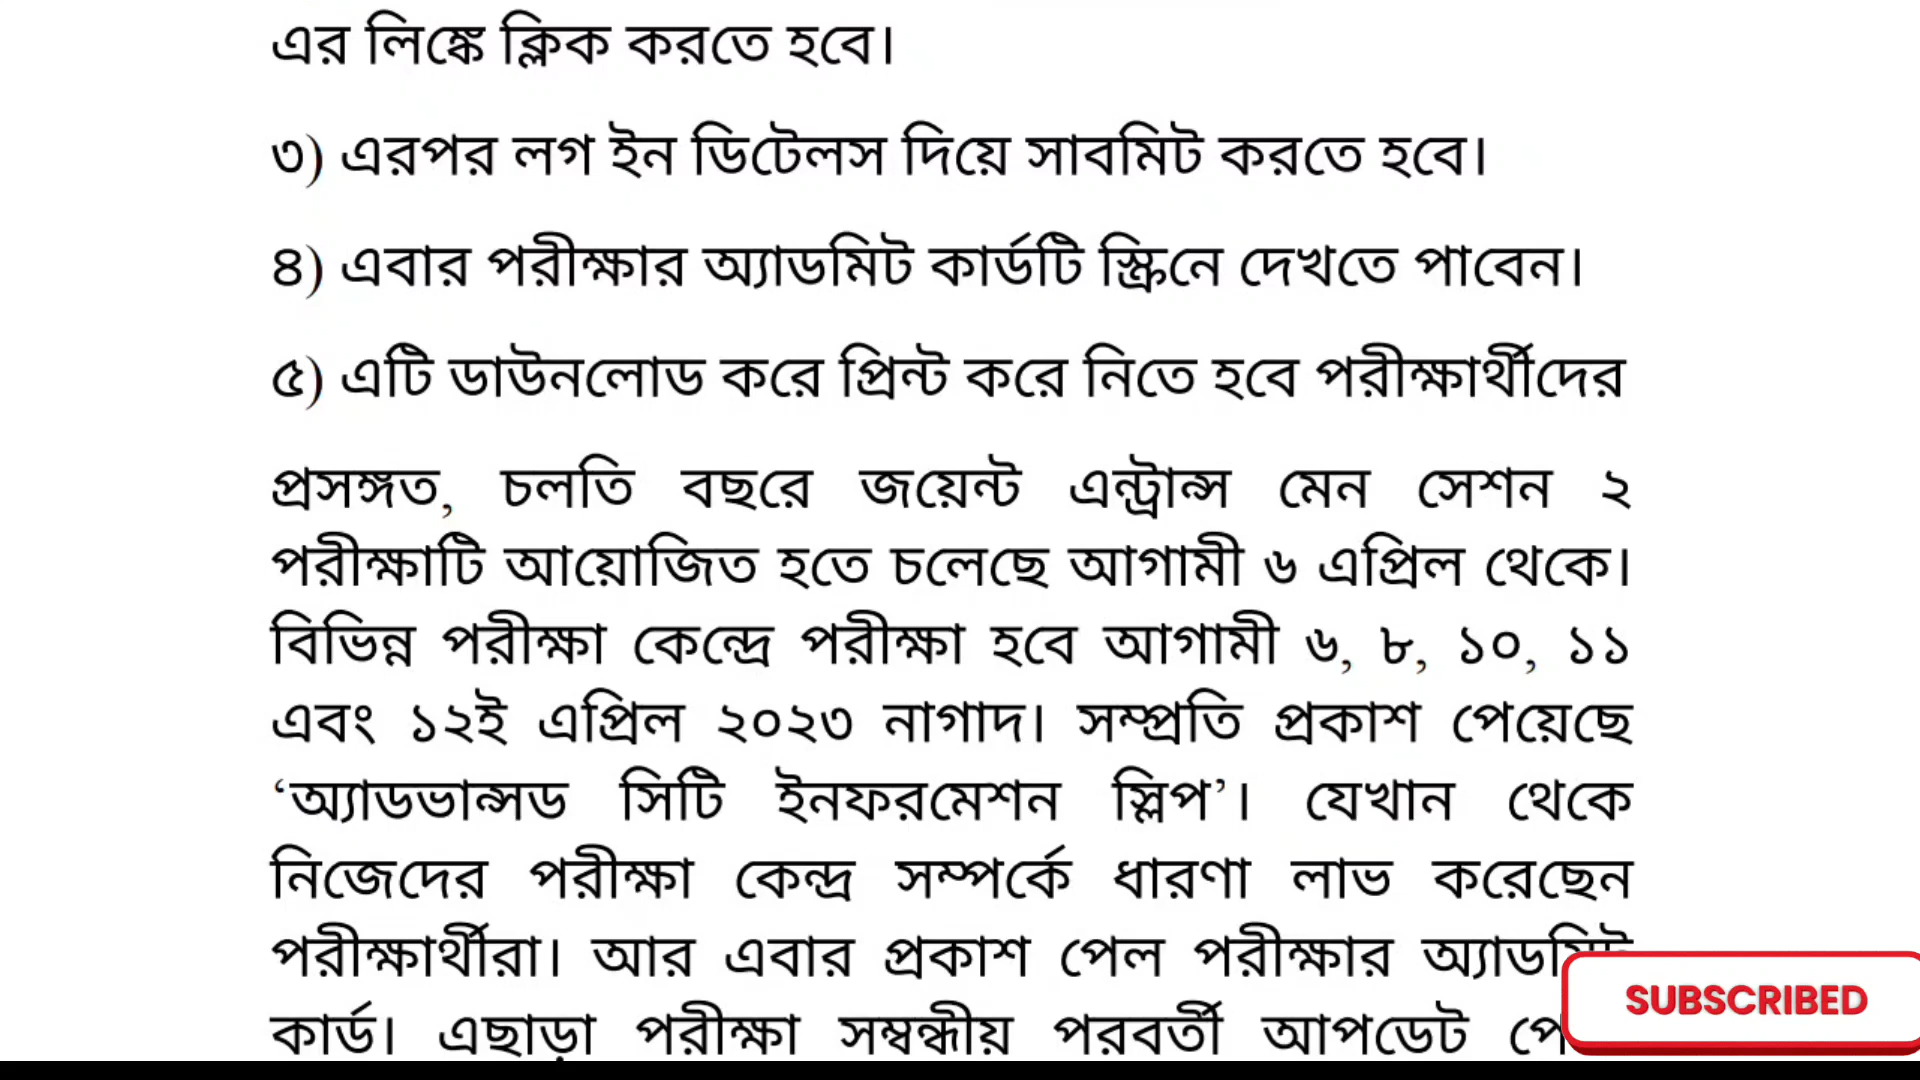 এর লিঙ্কে ক্লিক করতে হবে।
৩) এরপর লগ ইন ডিটেলস দিয়ে সাবমিট করতে হবে।
৪) এবার পরীক্ষার অ্যাডমিট কার্ডটি স্ক্রিনে দেখতে পাবেন।
৫) এটি ডাউনলোড করে প্রিন্ট করে নিতে হবে পরীক্ষার্থীদের
প্রসঙ্গত, চলতি বছরে জয়েন্ট এন্ট্রান্স মেন সেশন ২
পরীক্ষাটি আয়োজিত হতে চলেছে আগামী ৬ এপ্রিল থেকে।
বিভিন্ন পরীক্ষা কেন্দ্রে পরীক্ষা হবে আগামী ৬, ৮, ১০, ১১
এবং ১২ই এপ্রিল ২০২৩ নাগাদ। সম্প্রতি প্রকাশ পেয়েছে
‘অ্যাডভান্সড সিটি ইনফরমেশন স্লিপ’। যেখান থেকে
নিজেদের পরীক্ষা কেন্দ্র সম্পর্কে ধারণা লাভ করেছেন
পরীক্ষার্থীরা। আর এবার প্রকাশ পেল পরীক্ষার অ্যাডমিট
কার্ড। এছাড়া পরীক্ষা সম্বন্ধীয় পরবর্তী আপডেট
SUBSCRIBED